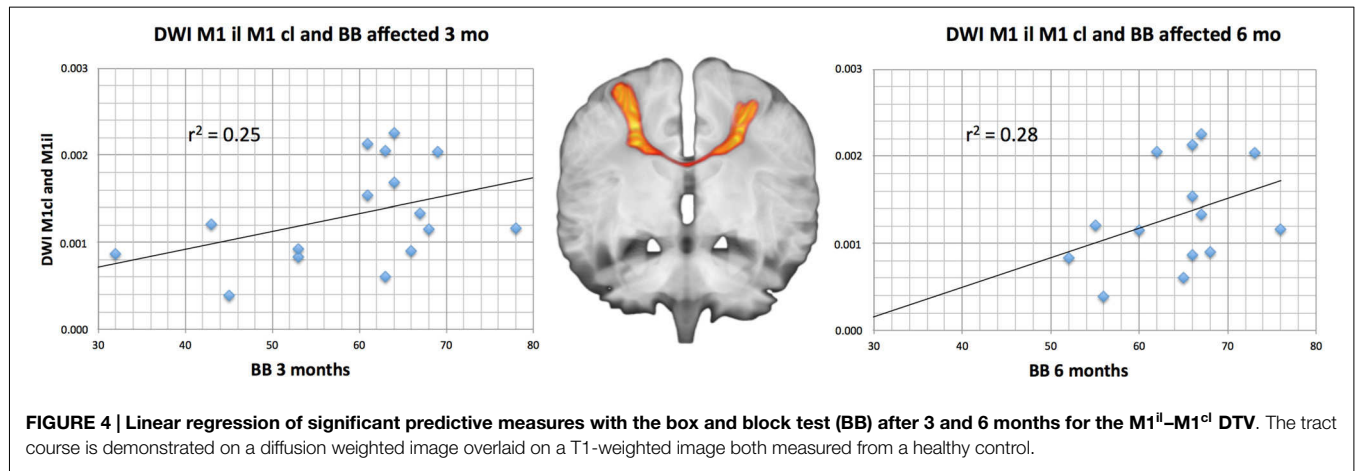 DWI M1 il M1 cl and BB affected 3 mo
DWI M1cl and M1il
0.003
0.002
0.001
0.000
r² = 0.25
30 40 50 60 70 80
BB 3 months
DWI M1 il M1 cl and BB affected 6 mo
0.003
0.002
0.001
0.000
r² = 0.28
30 40 50 60 70 80
BB 6 months
FIGURE 4 | Linear regression of significant predictive measures with the box and block test (BB) after 3 and 6 months for the M1ⁱˡ–M1ᶜˡ DTV. The tract
course is demonstrated on a diffusion weighted image overlaid on a T1-weighted image both measured from a healthy control.